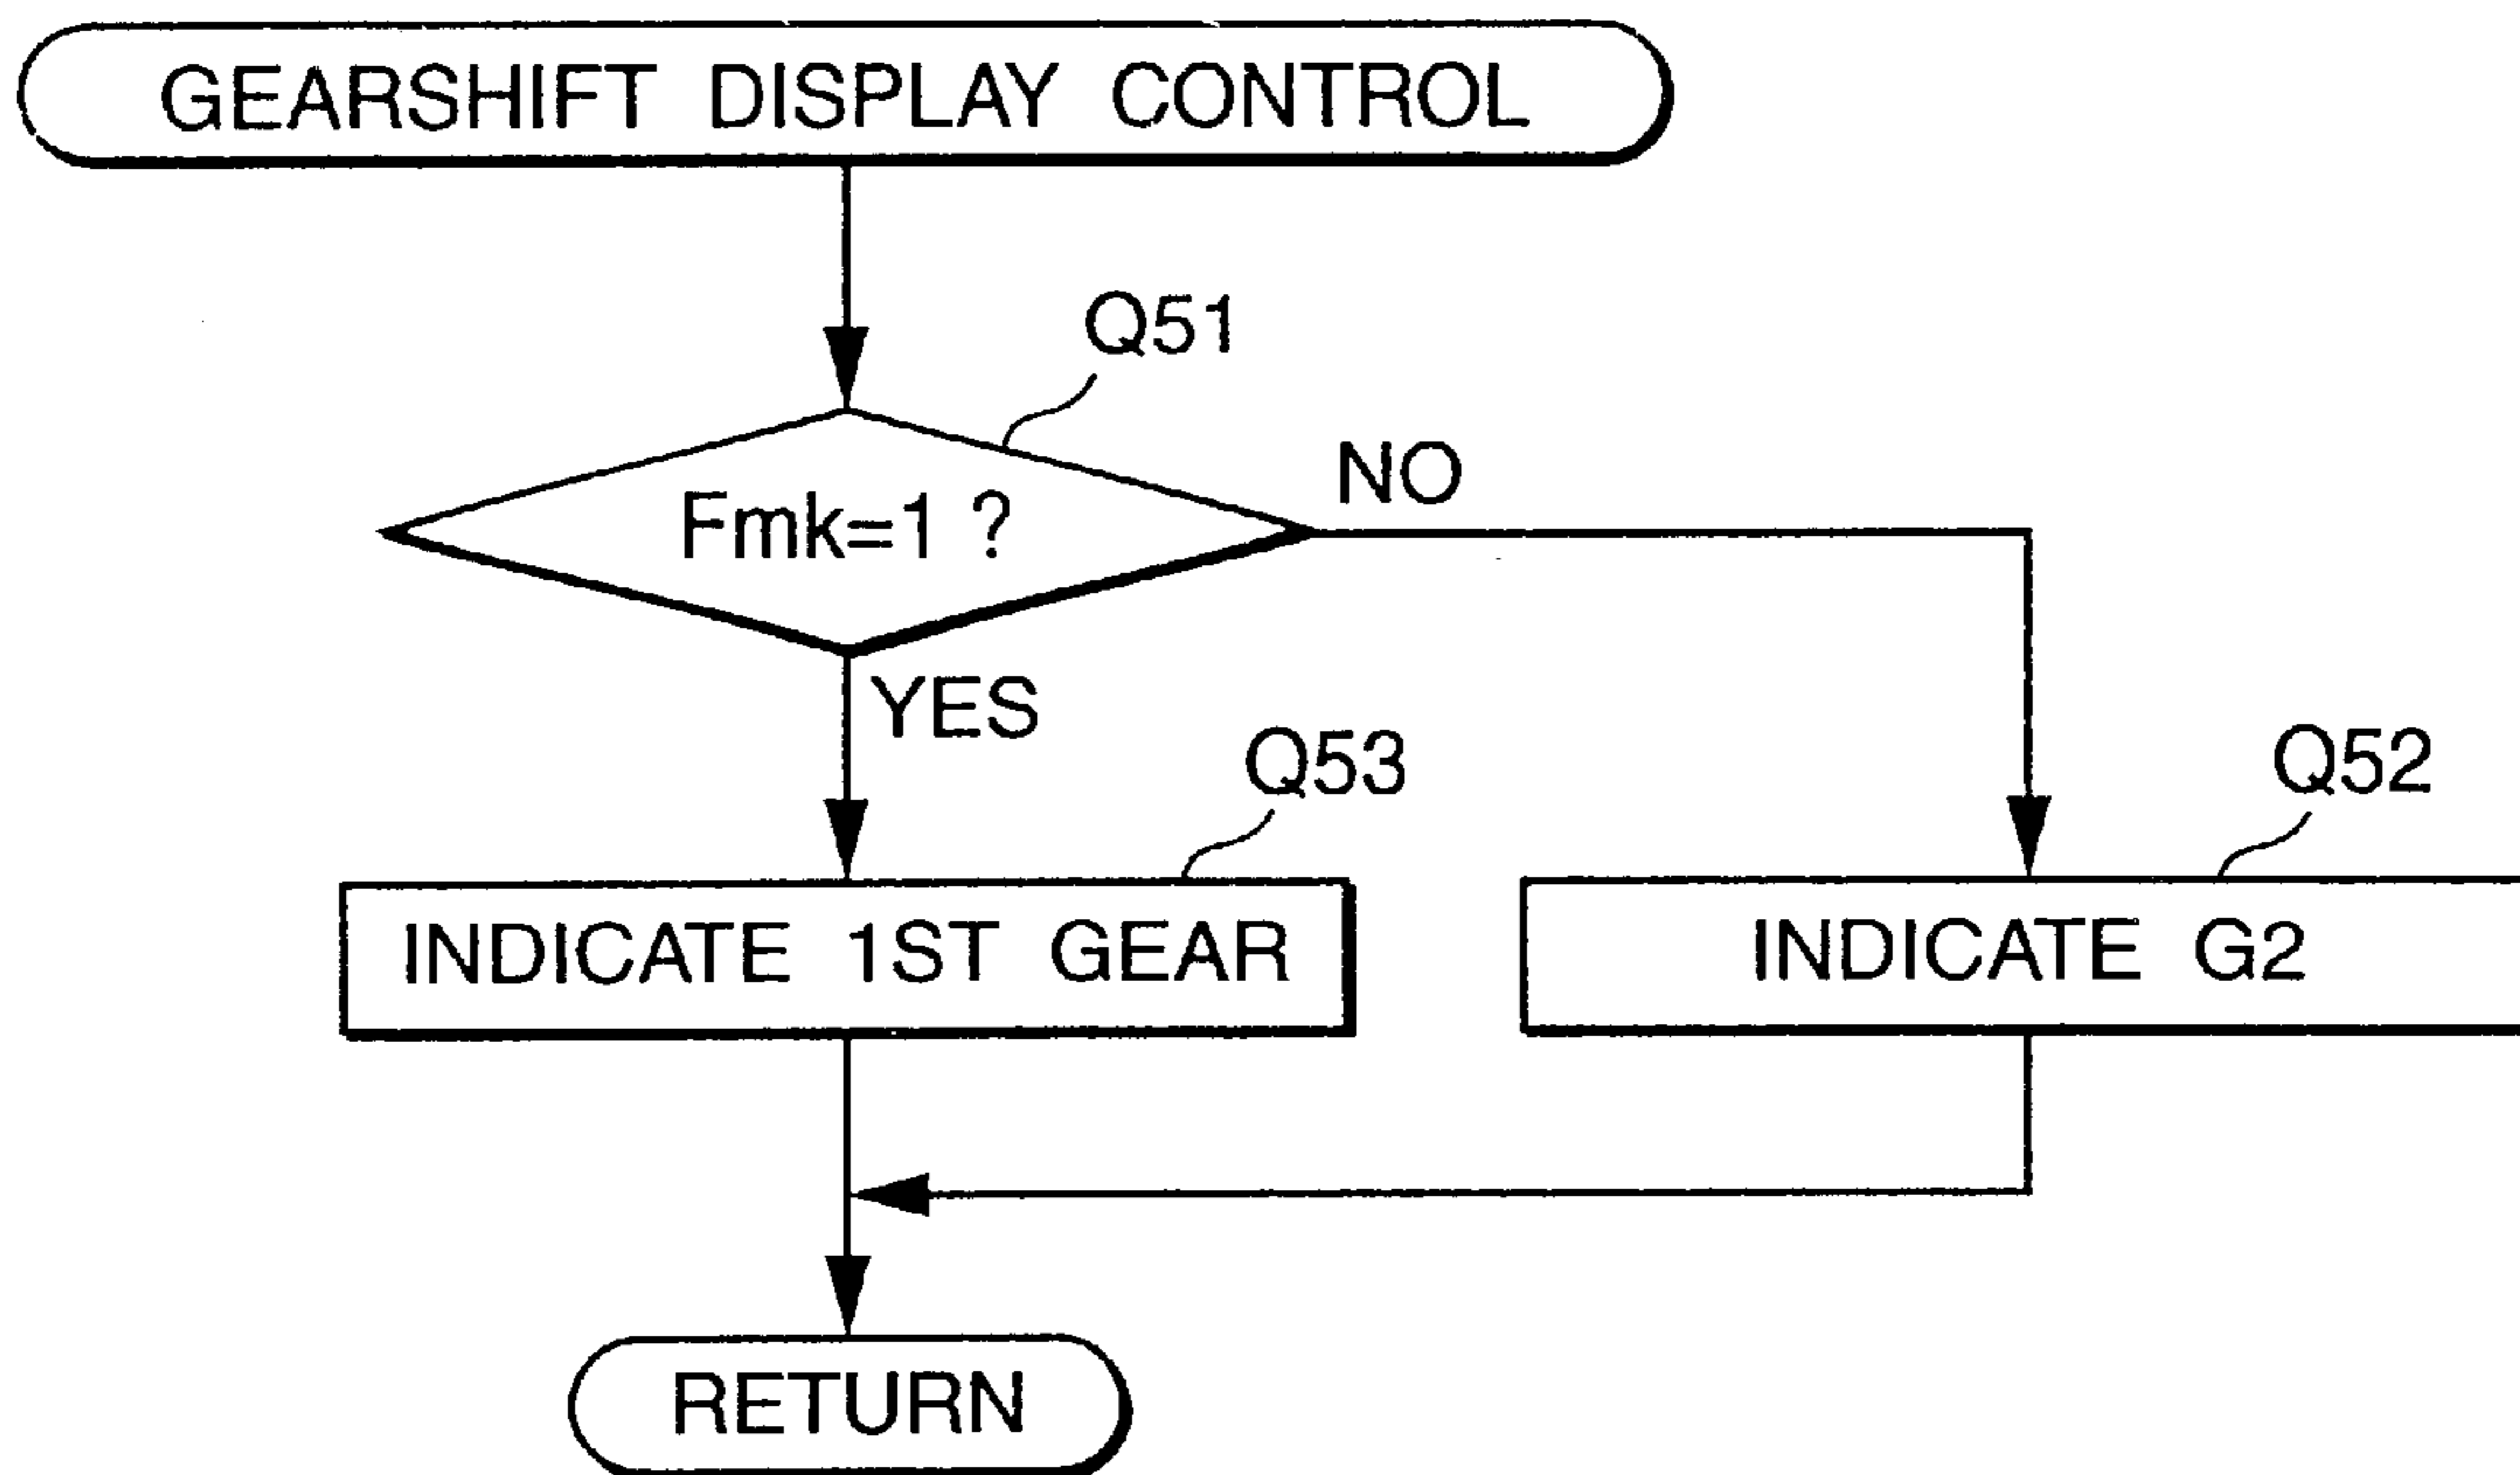 GEARSHIFT DISPLAY CONTROL
Q51
Fmk=1 ?
NO
YES
Q53
Q52
INDICATE 1ST GEAR
INDICATE G2
RETURN